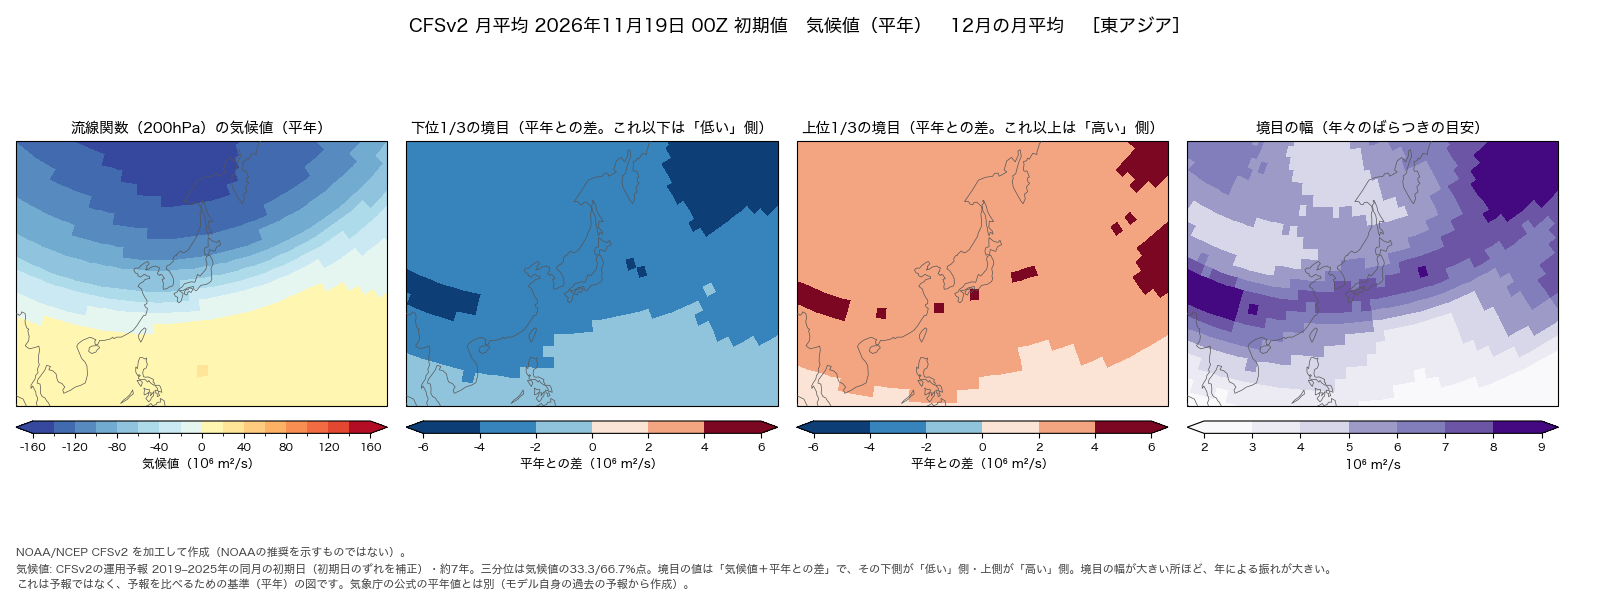 CFSv2 月平均 2026年11月19日 00Z 初期値　気候値（平年）　12月の月平均　［東アジア］
流線関数（200hPa）の気候値（平年）
下位1/3の境目（平年との差。これ以下は「低い」側）
上位1/3の境目（平年との差。これ以上は「高い」側）
境目の幅（年々のばらつきの目安）
-160 -120 -80 -40 0 40 80 120 160
-6 -4 -2 0 2 4 6
-6 -4 -2 0 2 4 6
2 3 4 5 6 7 8 9
気候値（10⁶ m²/s）
平年との差（10⁶ m²/s）
平年との差（10⁶ m²/s）
10⁶ m²/s
NOAA/NCEP CFSv2 を加工して作成（NOAAの推奨を示すものではない）。
気候値: CFSv2の運用予報 2019–2025年の同月の初期日（初期日のずれを補正）・約7年。三分位は気候値の33.3/66.7%点。境目の値は「気候値＋平年との差」で、その下側が「低い」側・上側が「高い」側。境目の幅が大きい所ほど、年による振れが大きい。
これは予報ではなく、予報を比べるための基準（平年）の図です。気象庁の公式の平年値とは別（モデル自身の過去の予報から作成）。